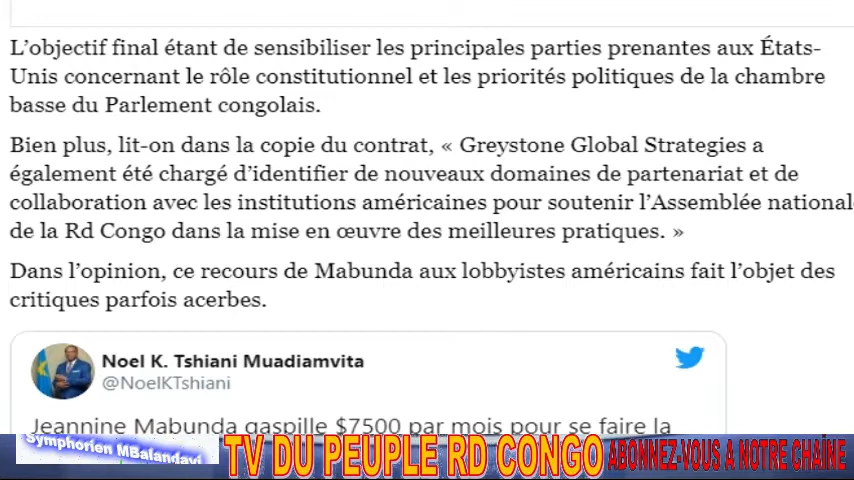 L’objectif final étant de sensibiliser les principales parties prenantes aux États-
Unis concernant le rôle constitutionnel et les priorités politiques de la chambre
basse du Parlement congolais.
Bien plus, lit-on dans la copie du contrat, « Greystone Global Strategies a
également été chargé d’identifier de nouveaux domaines de partenariat et de
collaboration avec les institutions américaines pour soutenir l’Assemblée national
de la Rd Congo dans la mise en œuvre des meilleures pratiques. »
Dans l’opinion, ce recours de Mabunda aux lobbyistes américains fait l’objet des
critiques parfois acerbes.
Noel K. Tshiani Muadiamvita
@NoelKTshiani
Jeannine Mabunda gaspille $7500 par mois pour se faire la
Symphorien MBalandayi
TV DU PEUPLE RD CONGO
ABONNEZ-VOUS A NOTRE CHAÎNE